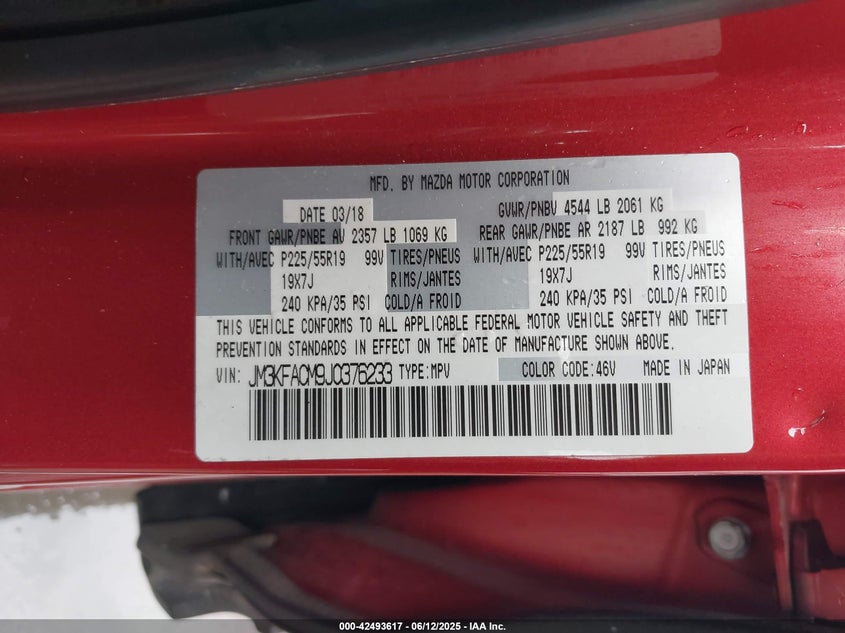 MFD. BY MAZDA MOTOR CORPORATION
DATE 03/18 GVWR/PNBV 4544 LB 2061 KG
FRONT GAWR/PNBE AV 2357 LB 1069 KG REAR GAWR/PNBE AR 2187 LB 992 KG
WITH/AVEC P225/55R19 99V TIRES/PNEUS WITH/AVEC P225/55R19 99V TIRES/PNEUS
19X7J RIMS/JANTES 19X7J RIMS/JANTES
240 KPA/35 PSI COLD/A FROID 240 KPA/35 PSI COLD/A FROID
THIS VEHICLE CONFORMS TO ALL APPLICABLE FEDERAL MOTOR VEHICLE SAFETY AND THEFT
PREVENTION STANDARDS IN EFFECT ON THE DATE OF MANUFACTURE SHOWN ABOVE.
VIN: JM3KFACM9J0376233 TYPE:MPV COLOR CODE:46V MADE IN JAPAN
000-42493617 - 06/12/2025 - IAA Inc.